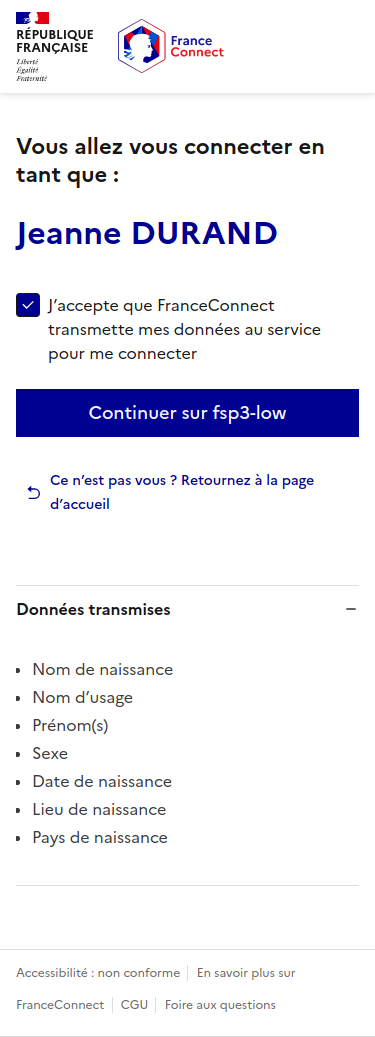 RÉPUBLIQUE
FRANÇAISE
Liberté
Égalité
Fraternité
France
Connect
Vous allez vous connecter en
tant que :
Jeanne DURAND
J’accepte que FranceConnect
transmette mes données au service
pour me connecter
Continuer sur fsp3-low
Ce n’est pas vous ? Retournez à la page
d’accueil
Données transmises
Nom de naissance
Nom d’usage
Prénom(s)
Sexe
Date de naissance
Lieu de naissance
Pays de naissance
Accessibilité : non conforme
En savoir plus sur
FranceConnect
CGU
Foire aux questions